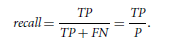 recall = TP / (TP + FN) = TP / P.